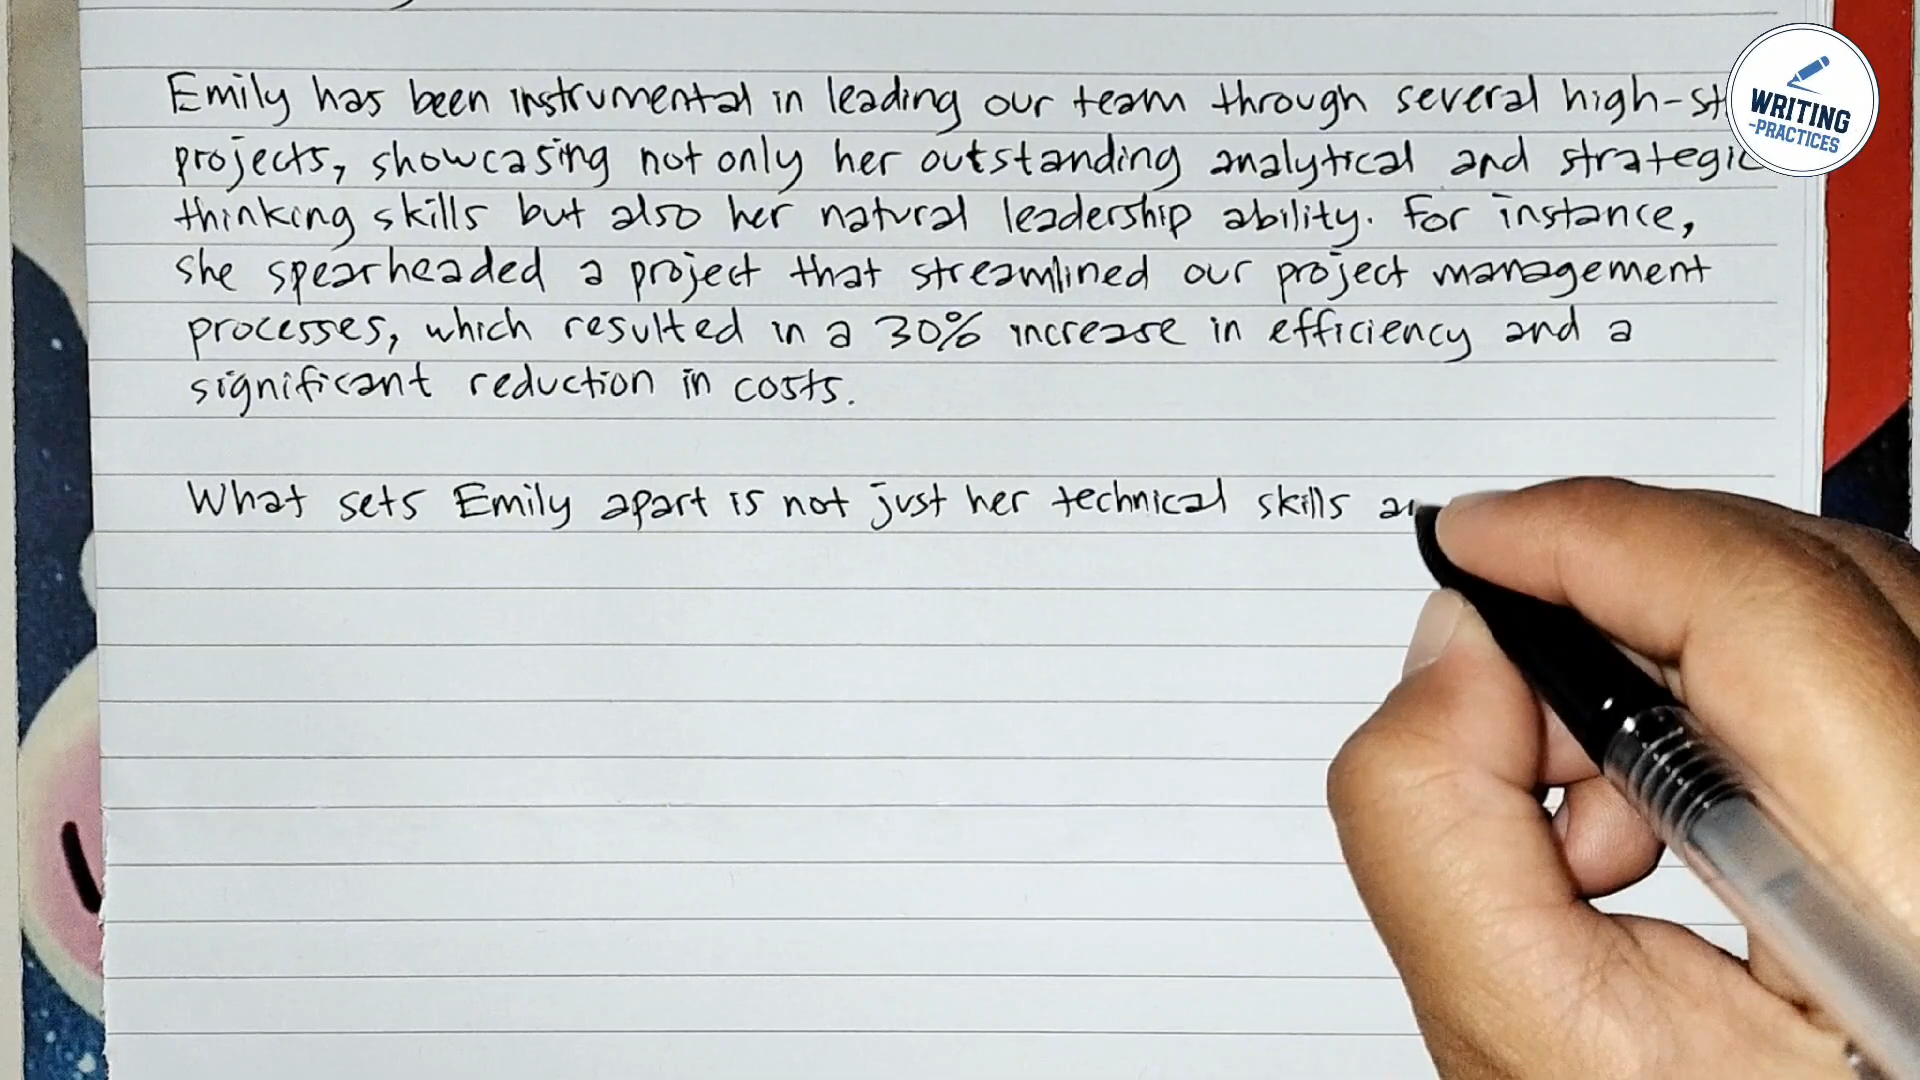 Emily has been instrumental in leading our team through several high-st
projects, showcasing not only her outstanding analytical and strategic
thinking skills but also her natural leadership ability. For instance,
she spearheaded a project that streamlined our project management
processes, which resulted in a 30% increase in efficiency and a
significant reduction in costs.
What sets Emily apart is not just her technical skills an
WRITING
-PRACTICES